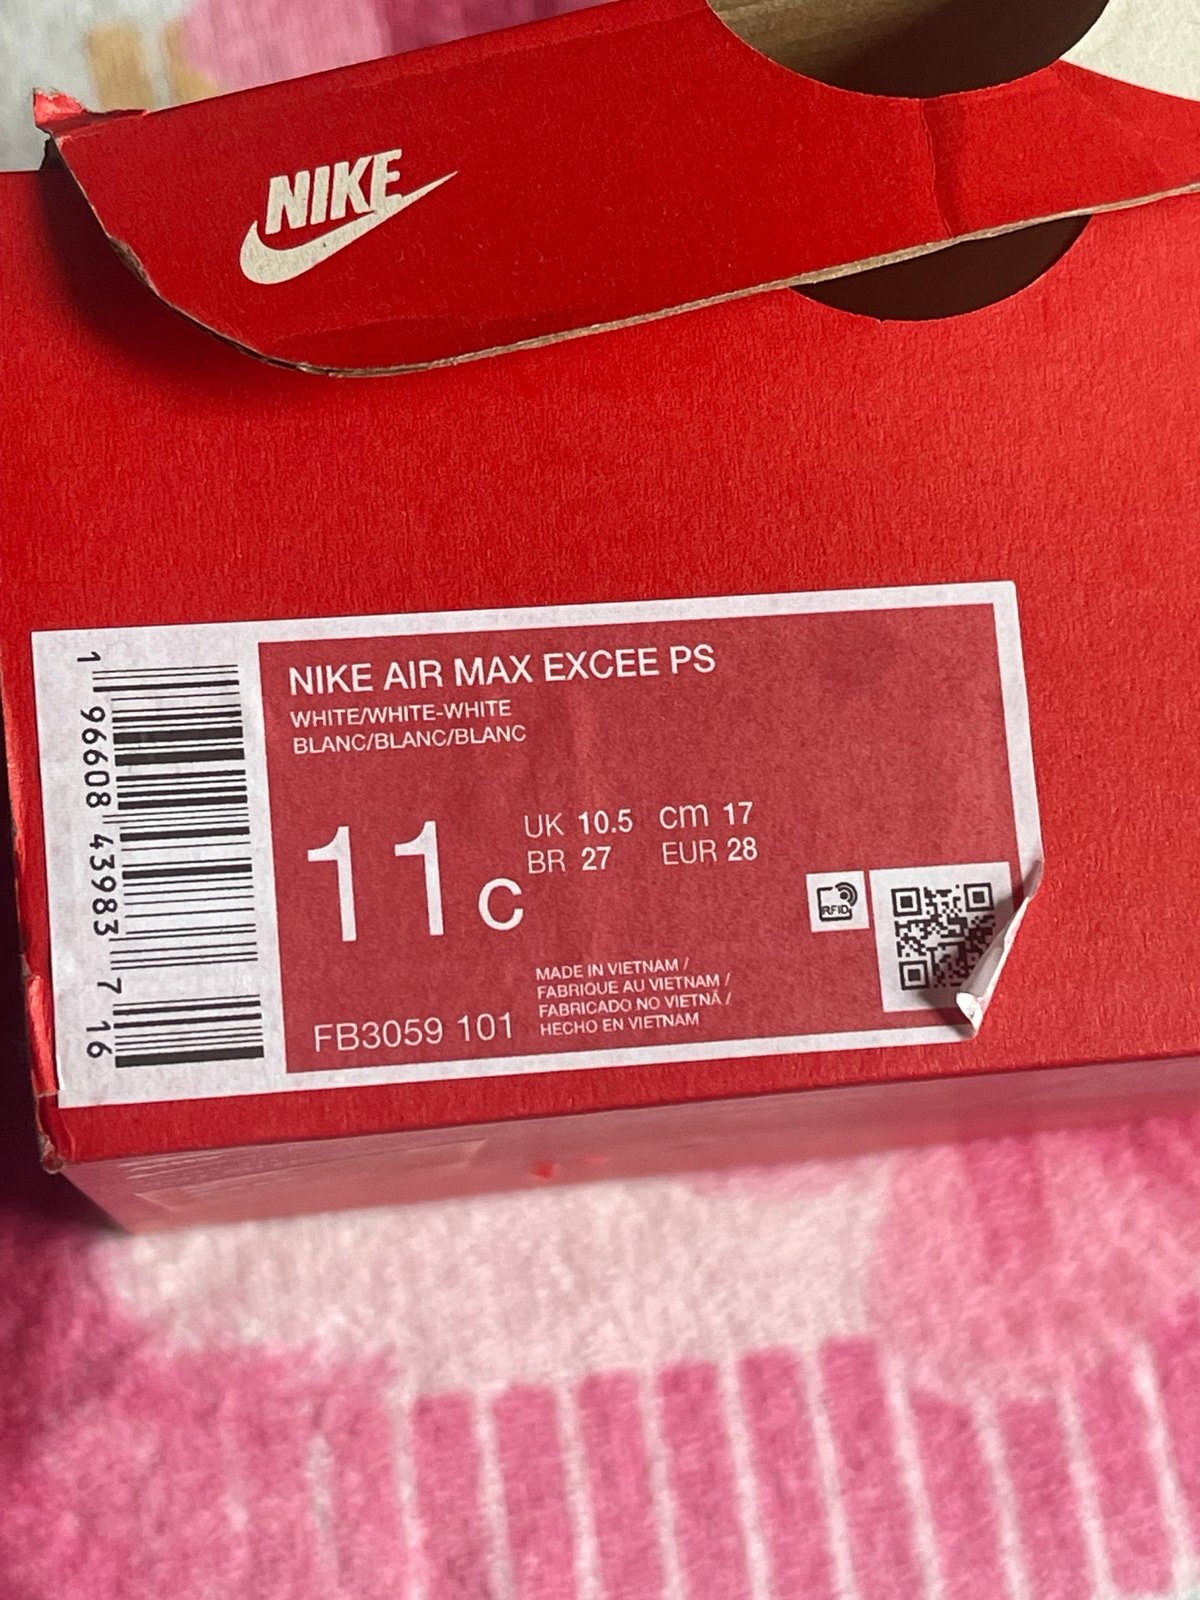 NIKE
NIKE AIR MAX EXCEE PS
WHITE/WHITE-WHITE
BLANC/BLANC/BLANC
11 C
UK 10.5 cm 17
BR 27 EUR 28
RFID
MADE IN VIETNAM /
FABRIQUE AU VIETNAM /
FABRICADO NO VIETNÃ /
HECHO EN VIETNAM
FB3059 101
1 96608 43983 7 16